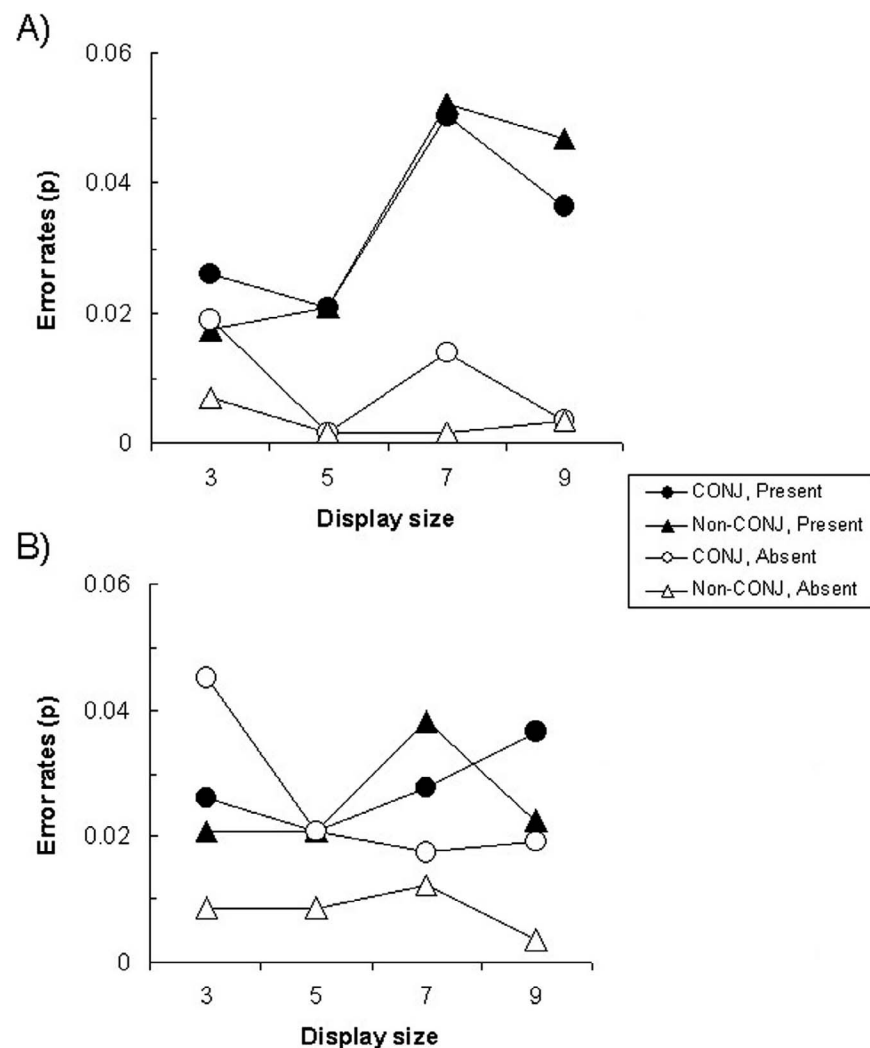 A)
0.06
0.04
0.02
0
Error rates (p)
3 5 7 9
Display size
CONJ, Present
Non-CONJ, Present
CONJ, Absent
Non-CONJ, Absent
B)
0.06
0.04
0.02
0
Error rates (p)
3 5 7 9
Display size